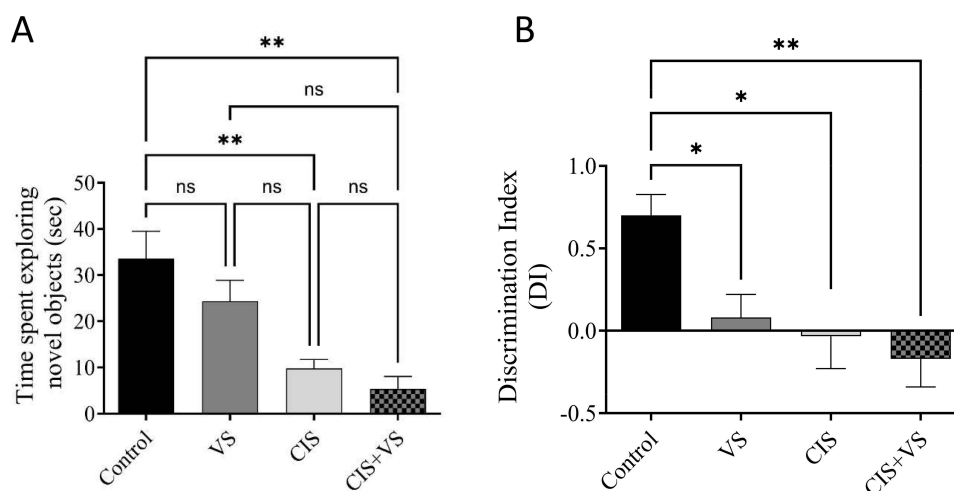 A
**
ns
**
ns
ns
ns
50
40
30
20
10
0
Time spent exploring
novel objects (sec)
Control
VS
CIS
CIS+VS
B
**
*
*
1.0
0.5
0.0
-0.5
Discrimination Index
(DI)
Control
VS
CIS
CIS+VS